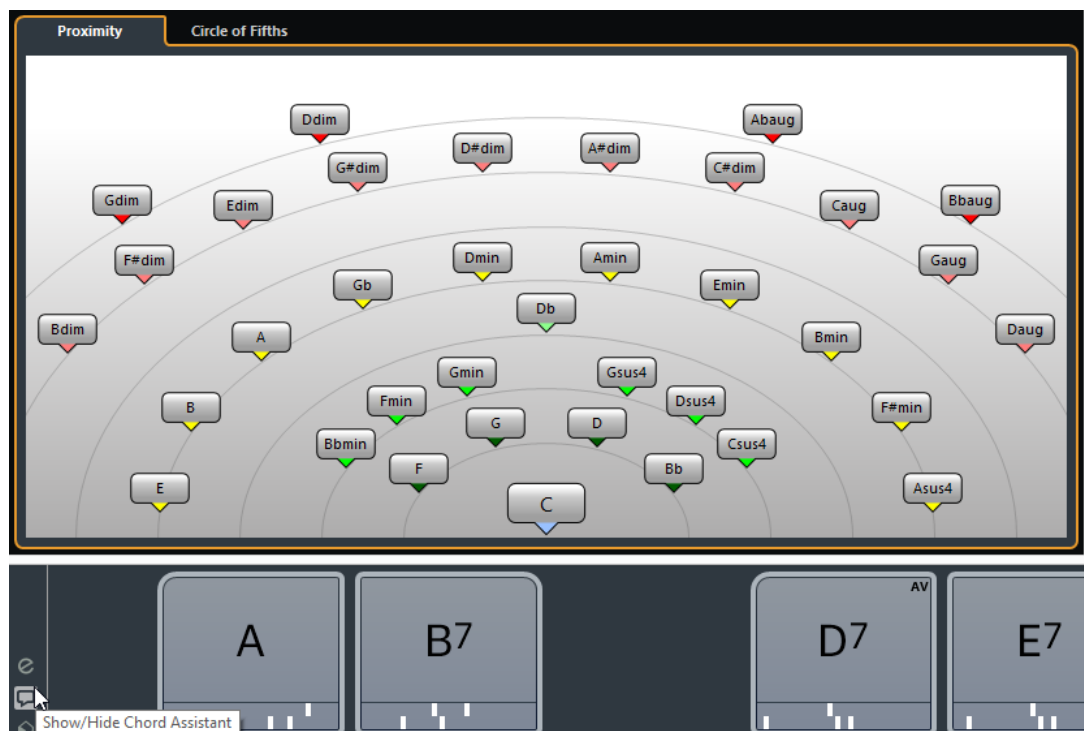 Proximity Circle of Fifths
Ddim Abaug
D#dim A#dim
G#dim C#dim
Gdim Edim Caug Bbaug
F#dim Dmin Amin Gaug
Gb Emin
Bdim A Db Bmin Daug
Gmin Gsus4
B Fmin Dsus4 F#min
G D
Bbmin Csus4
E F Bb Asus4
C
AV
A B7 D7 E7
Show/Hide Chord Assistant